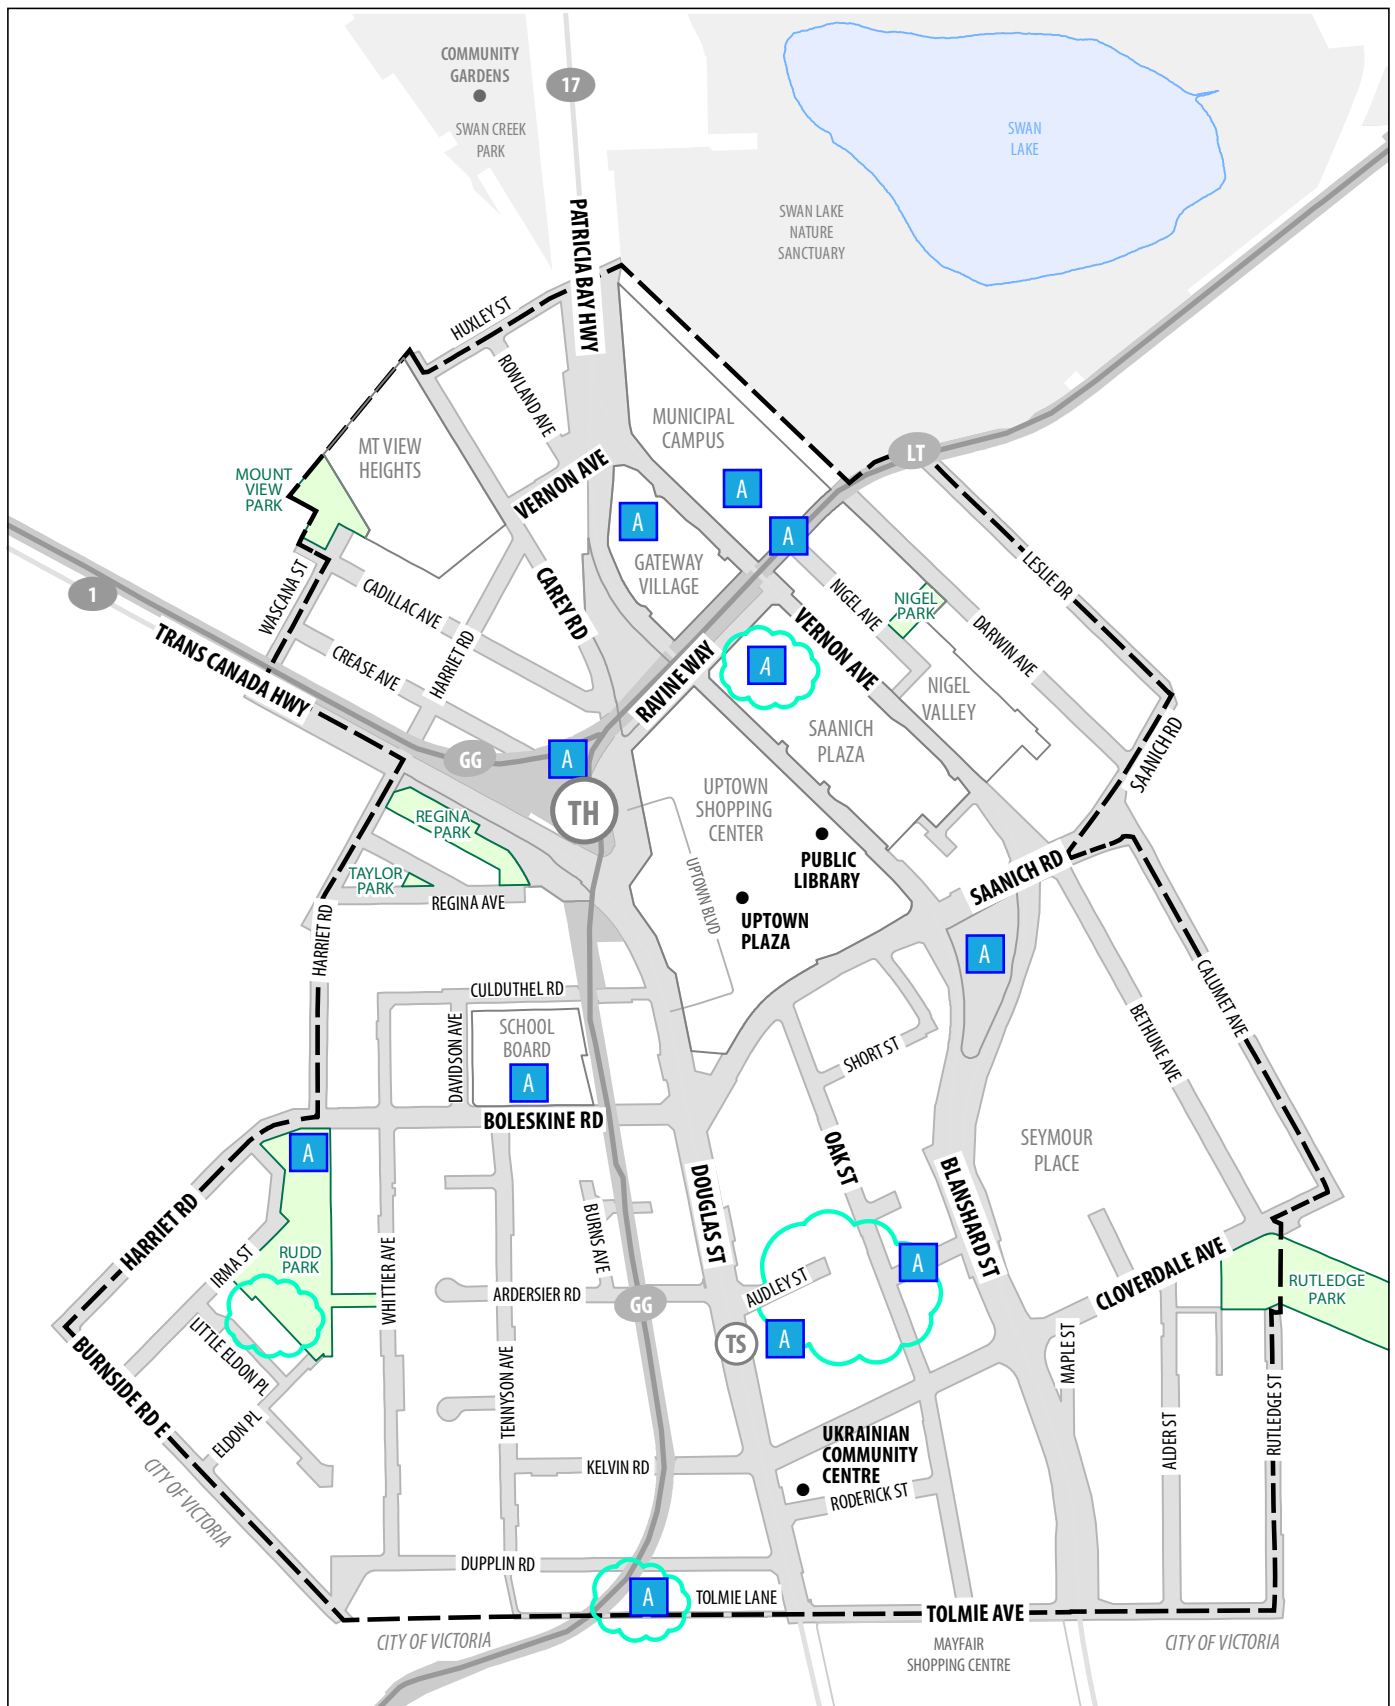 COMMUNITY
GARDENS
17
SWAN CREEK
PARK
SWAN
LAKE
SWAN LAKE
NATURE
SANCTUARY
PATRICIA BAY HWY
HUXLEY ST
ROWLAND AVE
MUNICIPAL
CAMPUS
MT VIEW
HEIGHTS
LT
VERNON AVE
MOUNT
VIEW
PARK
A
A
A
GATEWAY
VILLAGE
LESLIE DR
1
WASCANA ST
CADILLAC AVE
CAREY RD
NIGEL AVE
NIGEL
PARK
DARWIN AVE
TRANS CANADA HWY
CREASE AVE
HARRIET RD
RAVINE WAY
A
VERNON AVE
NIGEL
VALLEY
SAANICH
PLAZA
SAANICH RD
GG
A
TH
UPTOWN
SHOPPING
CENTER
REGINA
PARK
PUBLIC
LIBRARY
TAYLOR
PARK
REGINA AVE
UPTOWN BLVD
SAANICH RD
UPTOWN
PLAZA
HARRIET RD
A
CALUMET AVE
CULDUTHEL RD
SCHOOL
BOARD
DAVIDSON AVE
BETHUNE AVE
SHORT ST
A
BOLESKINE RD
SEYMOUR
PLACE
A
OAK ST
DOUGLAS ST
BLANSHARD ST
HARRIET RD
BURNS AVE
IRMA ST
RUDD
PARK
WHITTIER AVE
A
CLOVERDALE AVE
AUDLEY ST
ARDERSIER RD
GG
RUTLEDGE
PARK
LITTLE ELDON PL
TS
A
MAPLE ST
BURNSIDE RD E
TENNYSON AVE
ELDON PL
RUTLEDGE ST
ALDER ST
UKRAINIAN
COMMUNITY
CENTRE
CITY OF VICTORIA
KELVIN RD
RODERICK ST
DUPPLIN RD
A
TOLMIE LANE
TOLMIE AVE
CITY OF VICTORIA
MAYFAIR
SHOPPING CENTRE
CITY OF VICTORIA